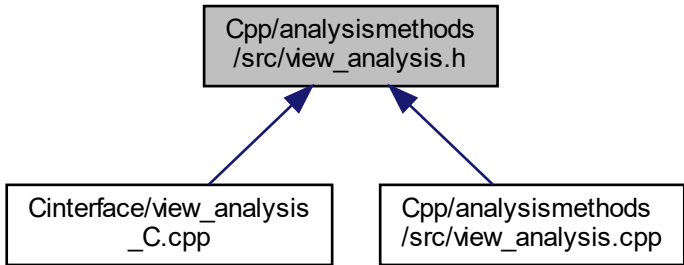 Cpp/analysismethods
/src/view_analysis.h
Cinterface/view_analysis
_C.cpp
Cpp/analysismethods
/src/view_analysis.cpp